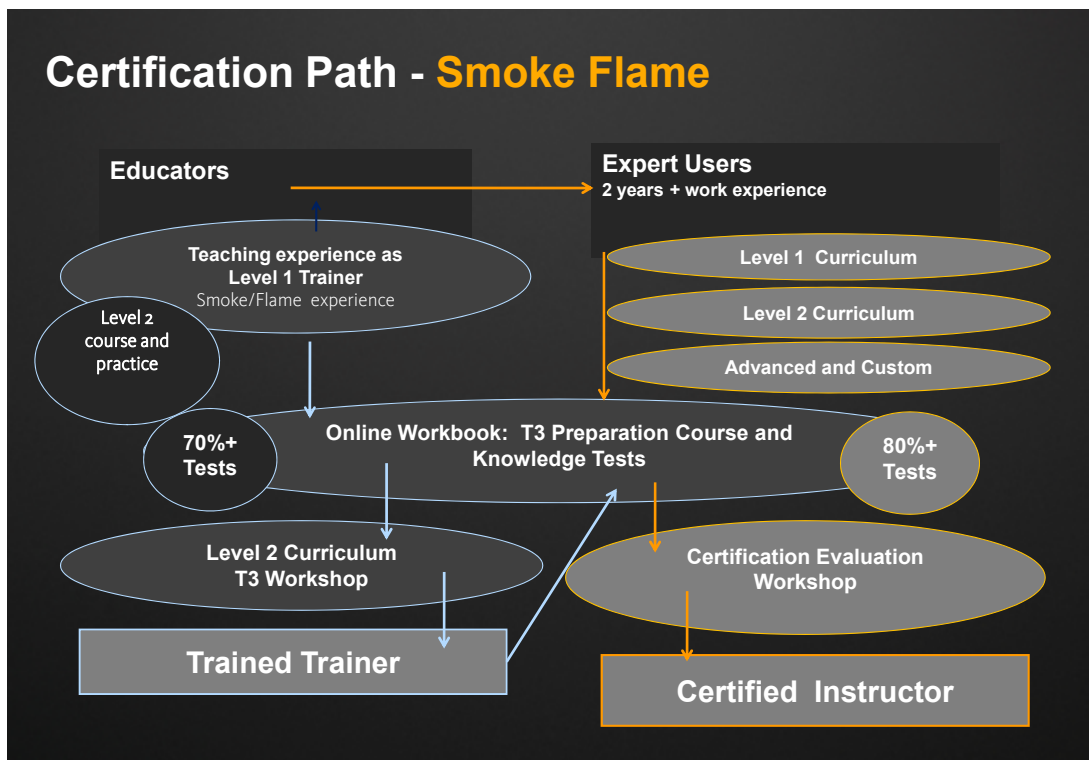 Certification Path - Smoke Flame
Educators
Expert Users
2 years + work experience
Teaching experience as
Level 1 Trainer
Smoke/Flame experience
Level 1 Curriculum
Level 2
course and
practice
Level 2 Curriculum
Advanced and Custom
70%+
Tests
Online Workbook: T3 Preparation Course and
Knowledge Tests
80%+
Tests
Level 2 Curriculum
T3 Workshop
Certification Evaluation
Workshop
Trained Trainer
Certified Instructor